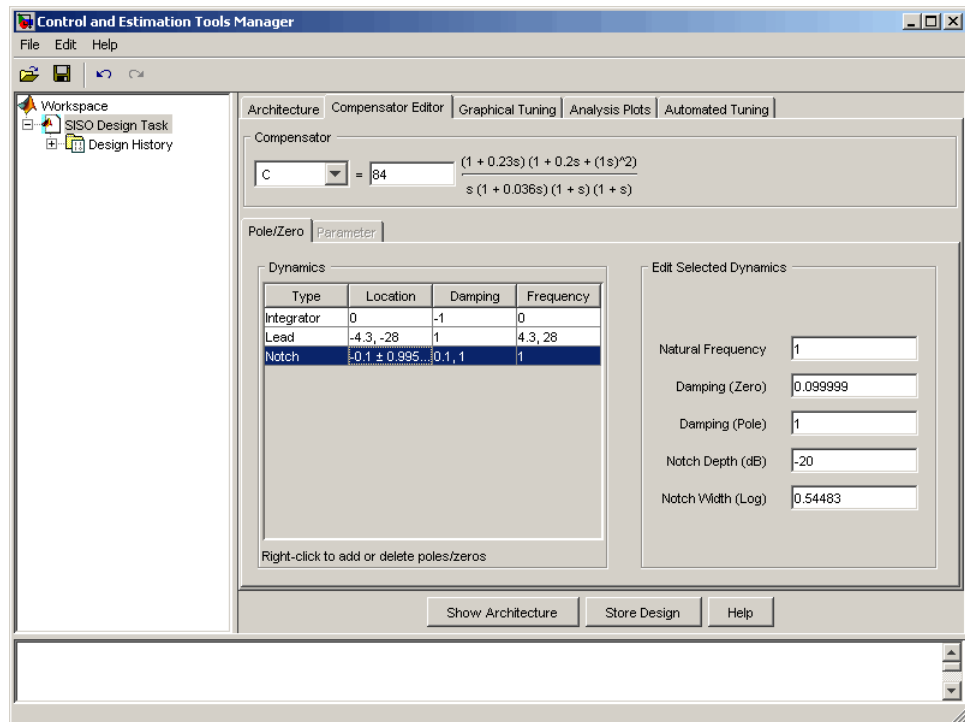 Control and Estimation Tools Manager
File Edit Help
Workspace
SISO Design Task
Design History
Architecture Compensator Editor Graphical Tuning Analysis Plots Automated Tuning
Compensator
C = 84 (1 + 0.23s) (1 + 0.2s + (1s)^2)
s (1 + 0.036s) (1 + s) (1 + s)
Pole/Zero Parameter
Dynamics
Type Location Damping Frequency
Integrator 0 -1 0
Lead -4.3, -28 1 4.3, 28
Notch -0.1 ± 0.995... 0.1, 1 1
Right-click to add or delete poles/zeros
Edit Selected Dynamics
Natural Frequency 1
Damping (Zero) 0.099999
Damping (Pole) 1
Notch Depth (dB) -20
Notch Width (Log) 0.54483
Show Architecture Store Design Help